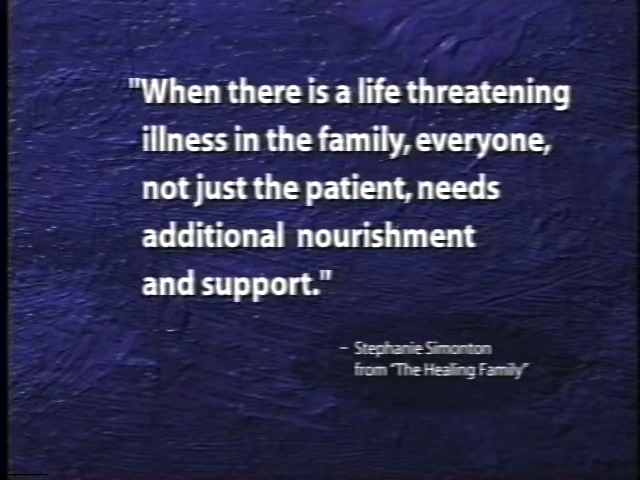 "When there is a life threatening
illness in the family, everyone,
not just the patient, needs
additional nourishment
and support."
– Stephanie Simonton
from "The Healing Family"